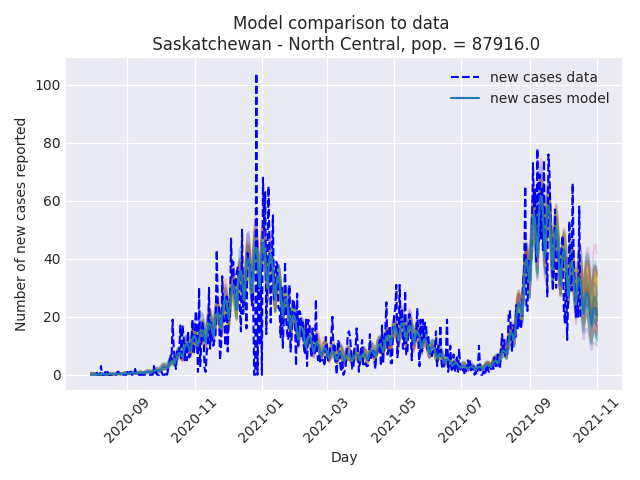 Model comparison to data
Saskatchewan - North Central, pop. = 87916.0
new cases data
new cases model
Number of new cases reported
100
80
60
40
20
0
2020-09
2020-11
2021-01
2021-03
2021-05
2021-07
2021-09
2021-11
Day